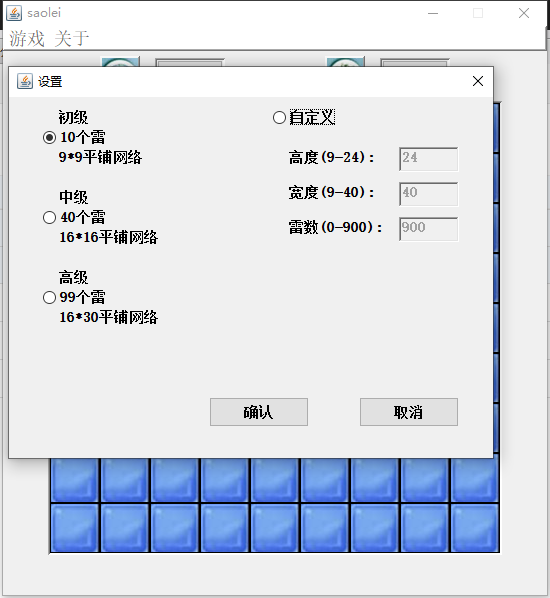 saolei
游戏 关于
设置
初级
10个雷
9*9平铺网络
中级
40个雷
16*16平铺网络
高级
99个雷
16*30平铺网络
自定义
高度(9-24)：
24
宽度(9-40)：
40
雷数(0-900)：
900
确认
取消